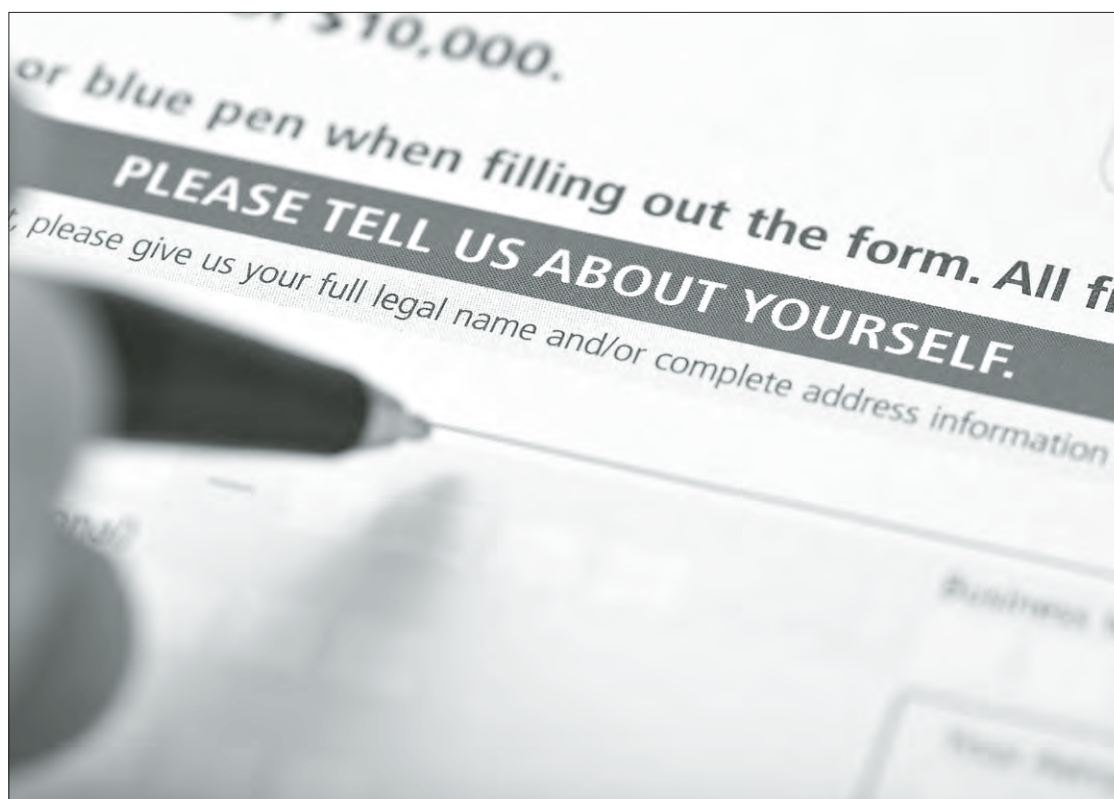 $10,000.
or blue pen when filling out the form. All
PLEASE TELL US ABOUT YOURSELF.
please give us your full legal name and/or complete address information
Business